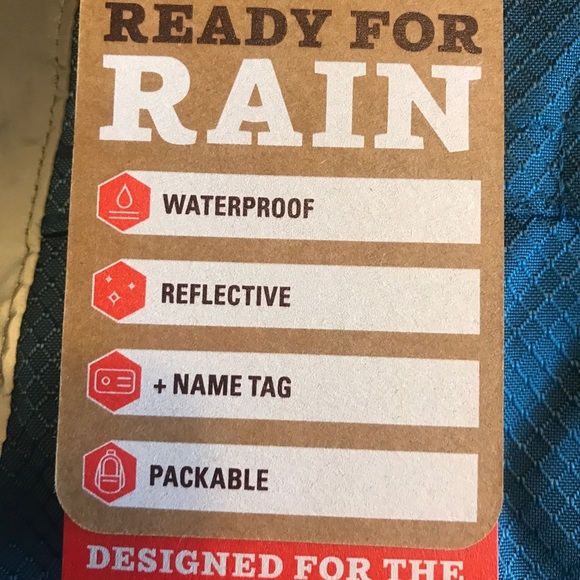 READY FOR
RAIN
WATERPROOF
REFLECTIVE
+ NAME TAG
PACKABLE
DESIGNED FOR THE